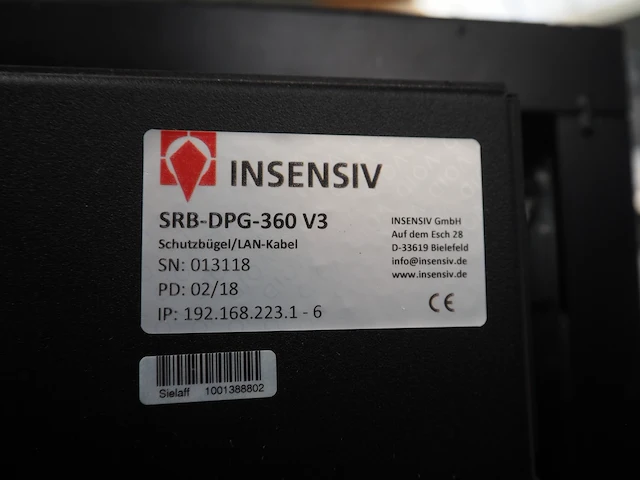 INSENSIV
SRB-DPG-360 V3
Schutzbügel/LAN-Kabel
SN: 013118
PD: 02/18
IP: 192.168.223.1 - 6
INSENSIV GmbH
Auf dem Esch 28
D-33619 Bielefeld
info@insensiv.de
www.insensiv.de
CE
Sielaff 1001388802